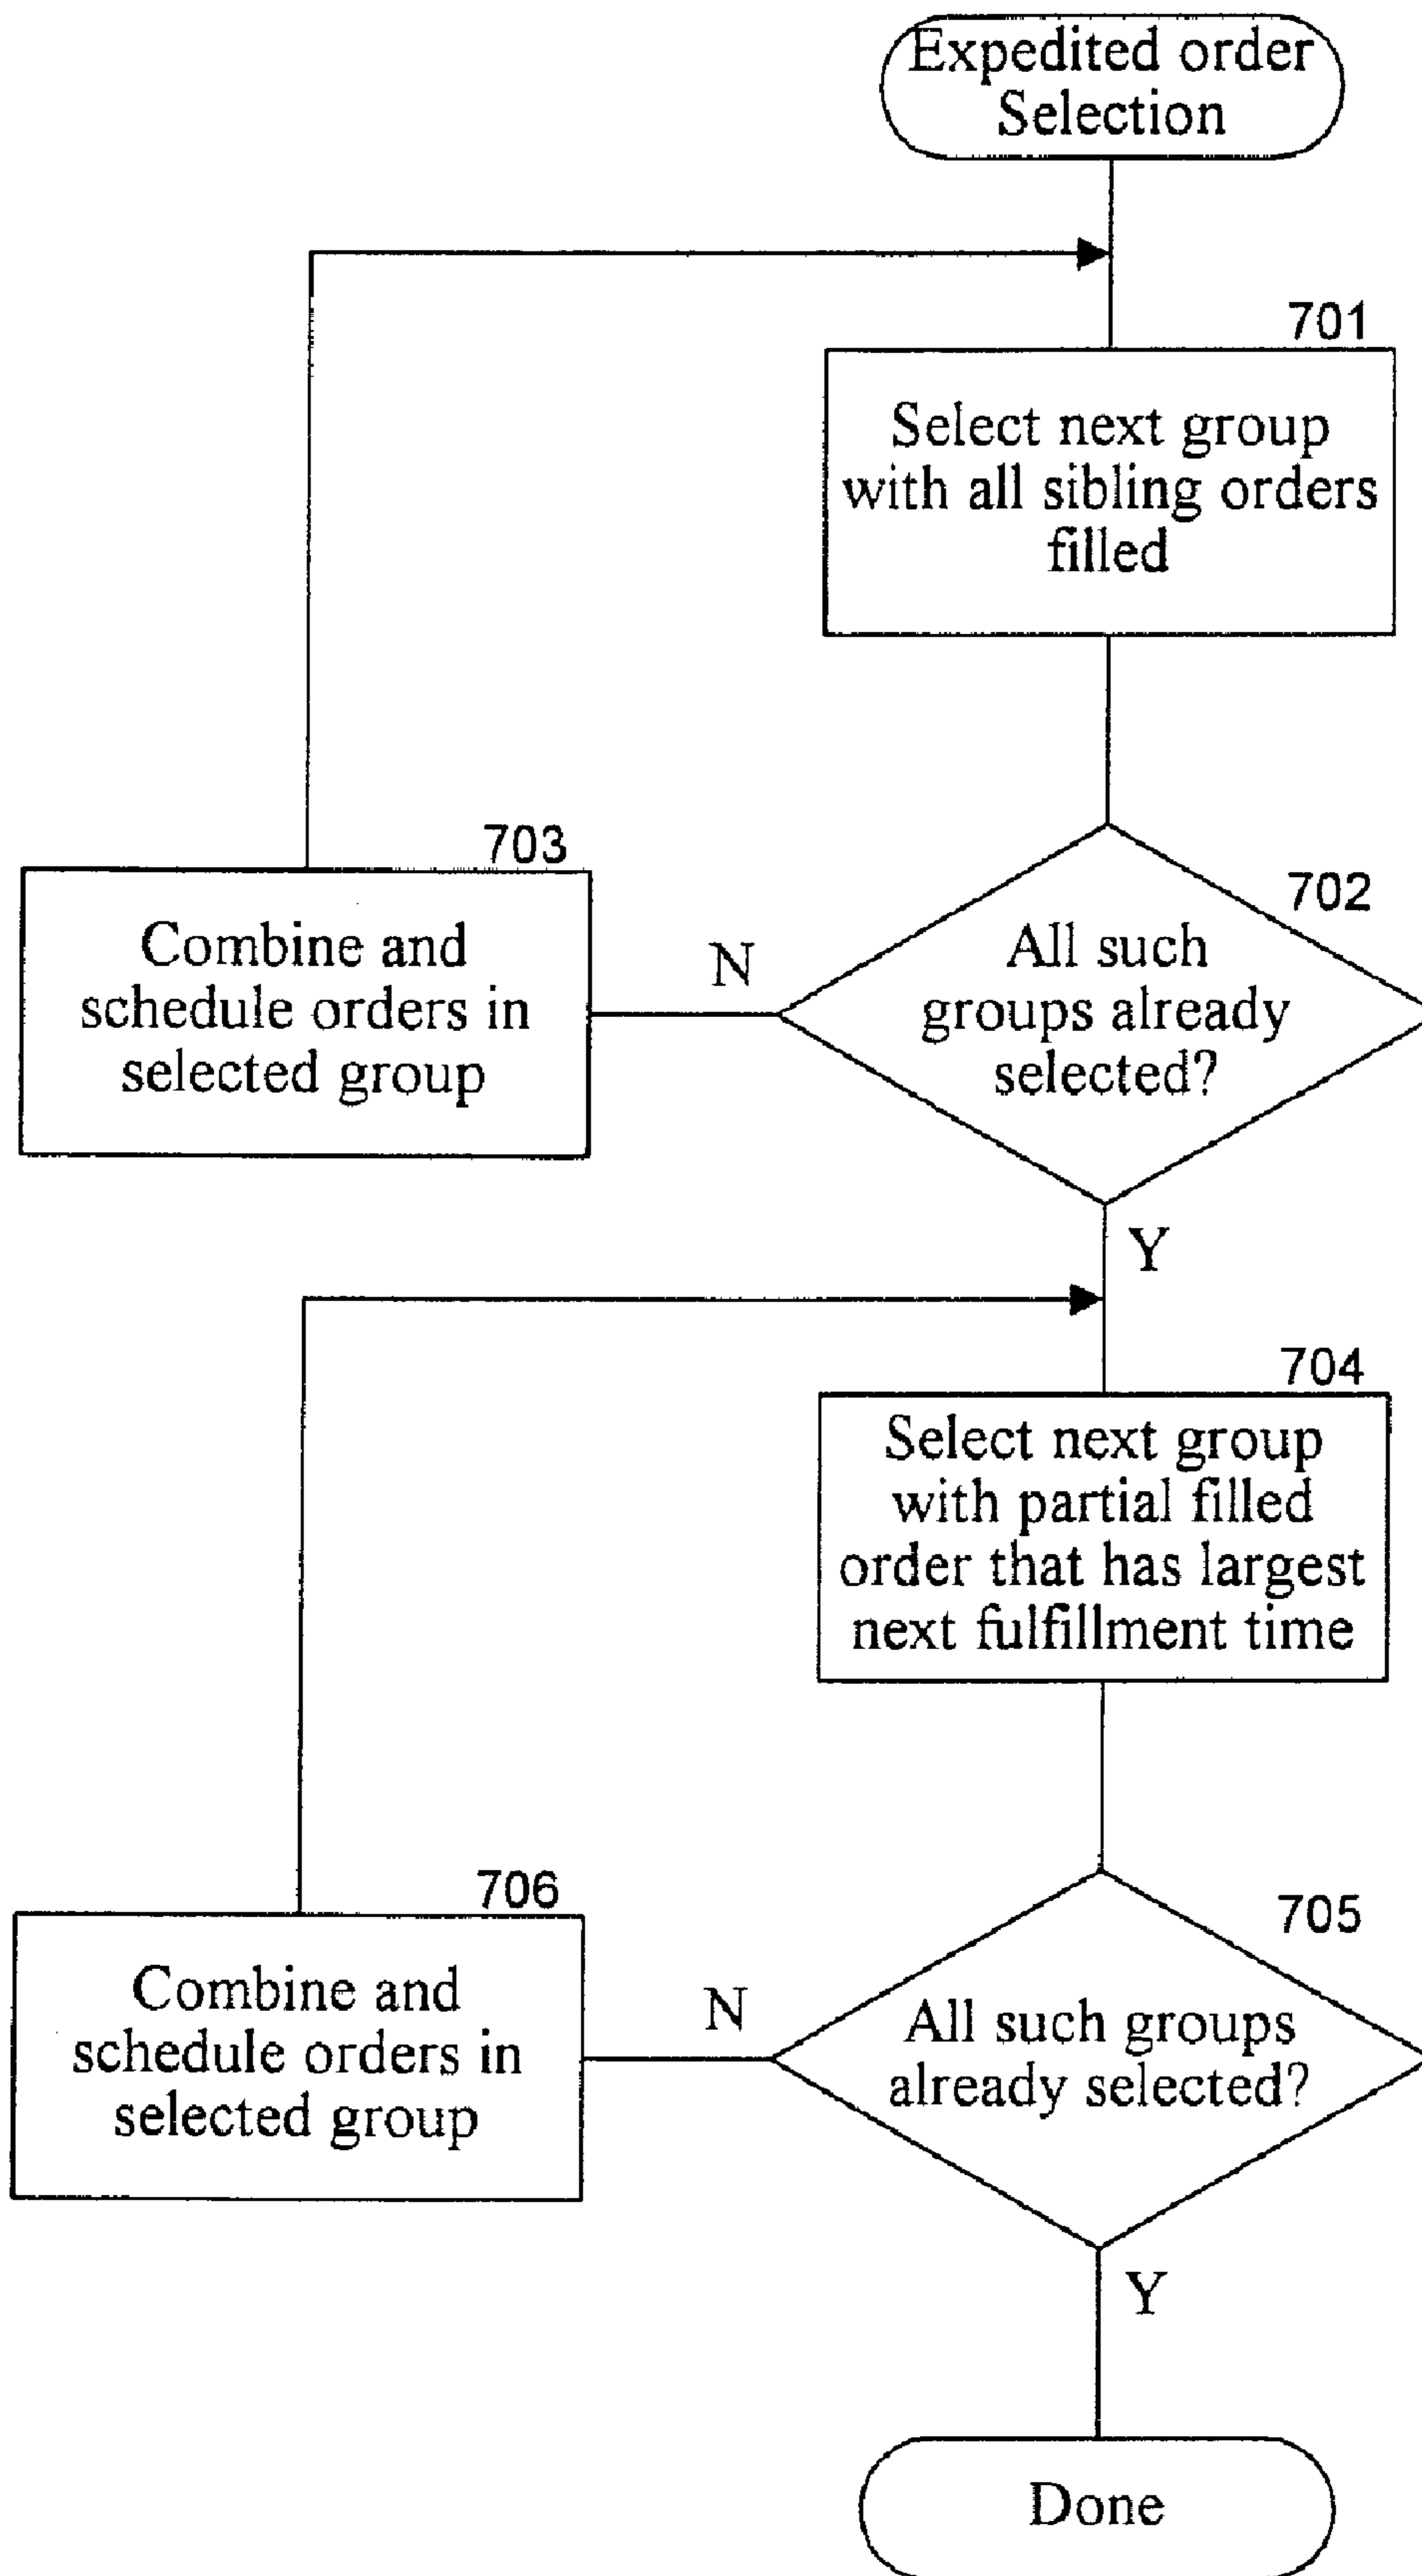 Expedited order
Selection
701
Select next group
with all sibling orders
filled
702
All such
groups already
selected?
N
703
Combine and
schedule orders in
selected group
Y
704
Select next group
with partial filled
order that has largest
next fulfillment time
705
All such groups
already selected?
N
706
Combine and
schedule orders in
selected group
Y
Done